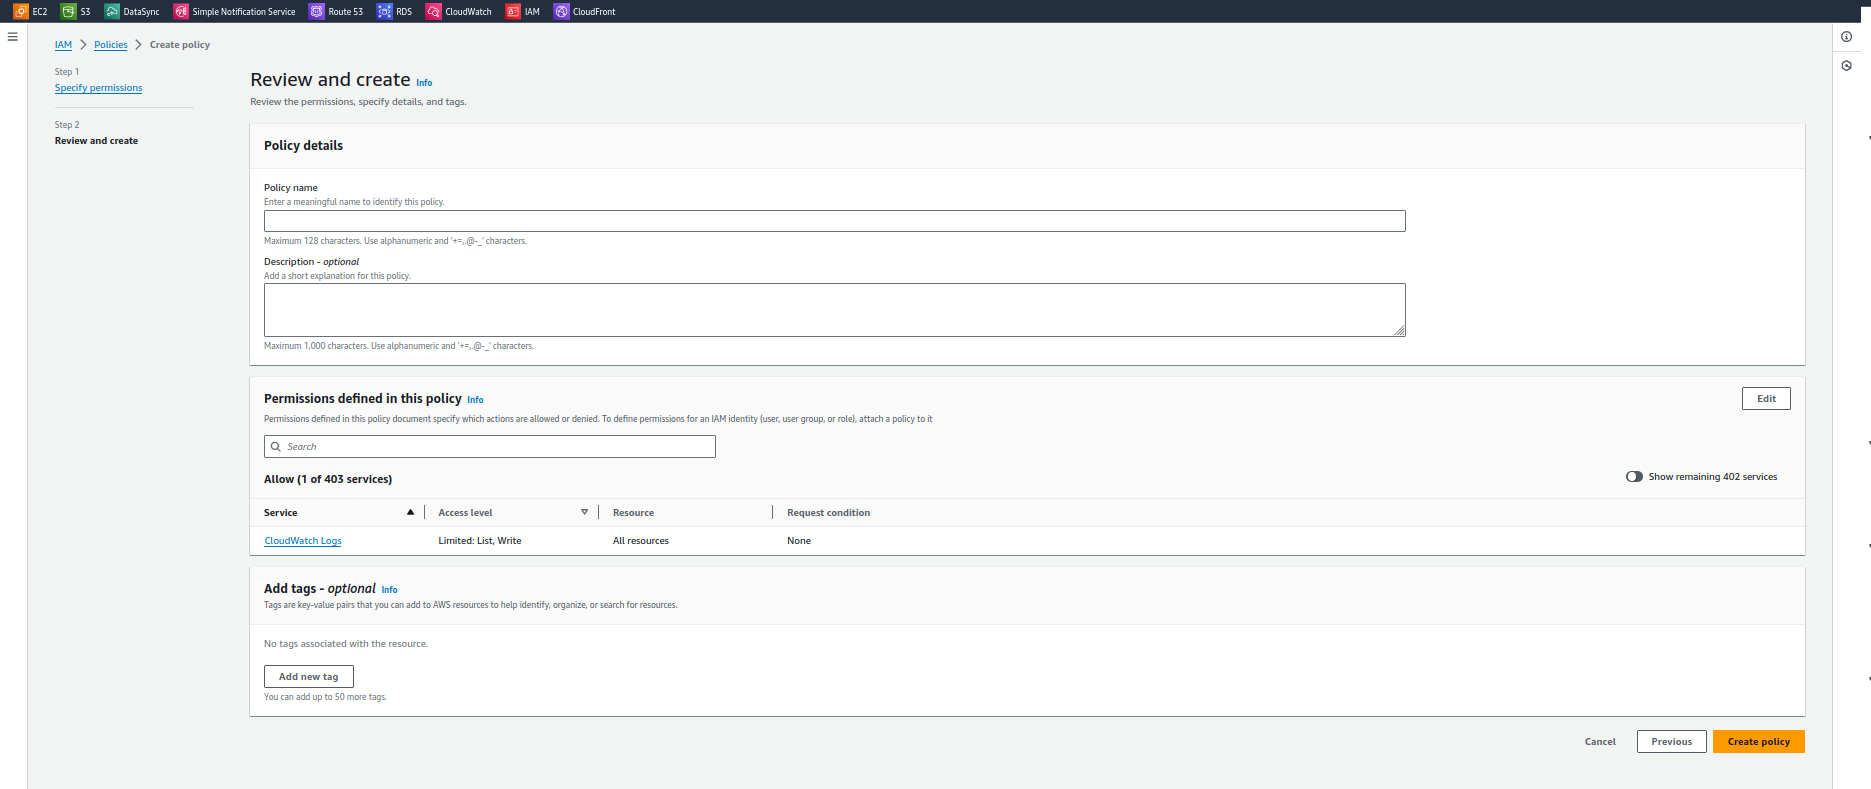 EC2 S3 DataSync Simple Notification Service Route 53 RDS CloudWatch IAM CloudFront
IAM Policies Create policy
Step 1
Specify permissions
Step 2
Review and create
Review and create Info
Review the permissions, specify details, and tags.
Policy details
Policy name
Enter a meaningful name to identify this policy.
Maximum 128 characters. Use alphanumeric and '+=,.@-_' characters.
Description - optional
Add a short explanation for this policy.
Maximum 1,000 characters. Use alphanumeric and '+=,.@-_' characters.
Permissions defined in this policy Info
Edit
Permissions defined in this policy document specify which actions are allowed or denied. To define permissions for an IAM identity (user, user group, or role), attach a policy to it
Search
Allow (1 of 403 services)
Show remaining 402 services
Service Access level Resource Request condition
CloudWatch Logs Limited: List, Write All resources None
Add tags - optional Info
Tags are key-value pairs that you can add to AWS resources to help identify, organize, or search for resources.
No tags associated with the resource.
Add new tag
You can add up to 50 more tags.
Cancel Previous Create policy